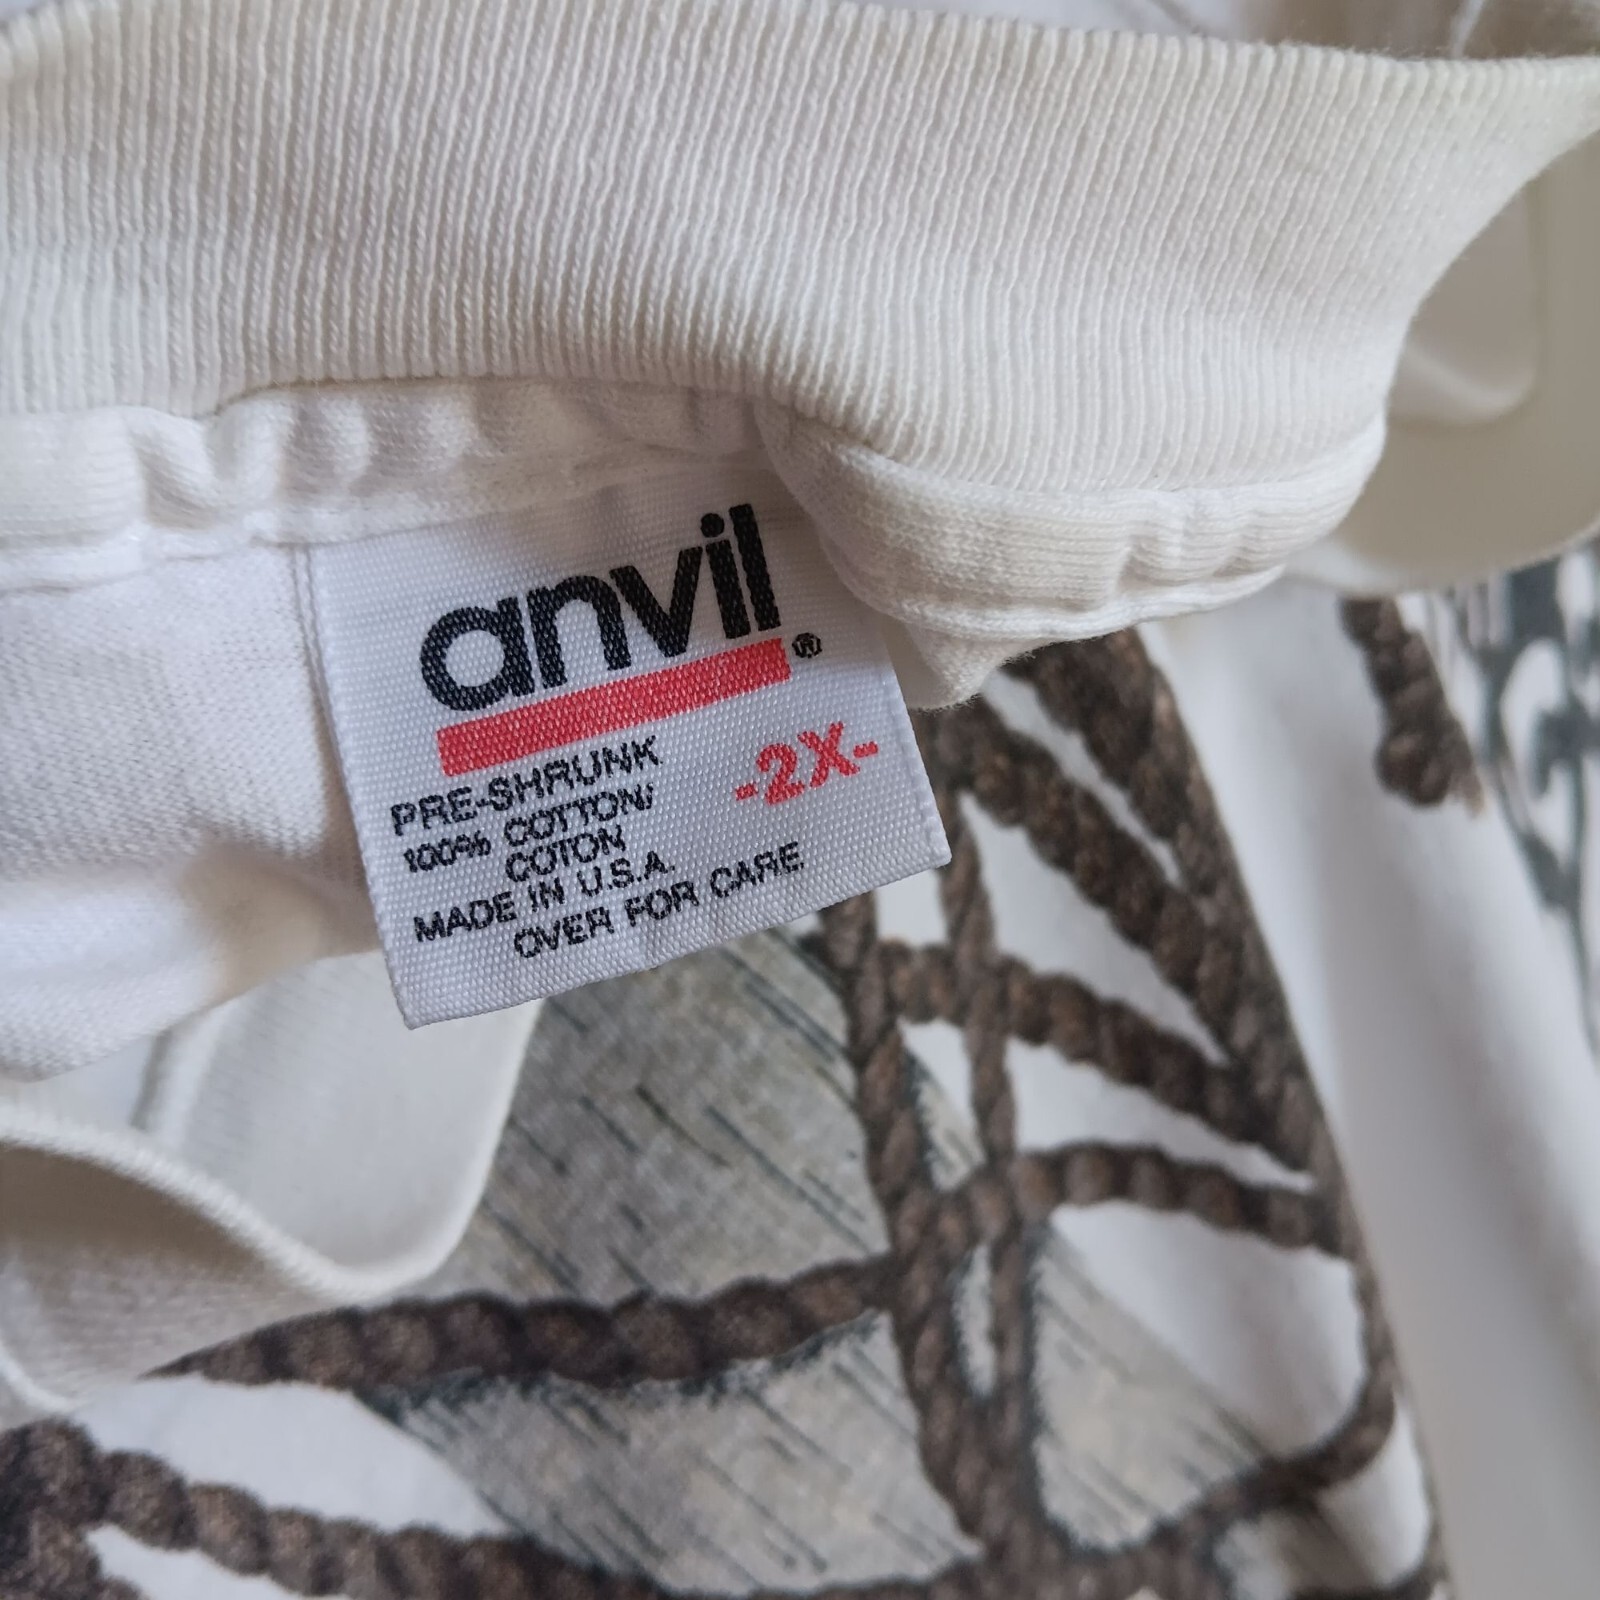 anvil®
PRE-SHRUNK
-2X-
100% COTTON/
COTON
MADE IN U.S.A.
OVER FOR CARE